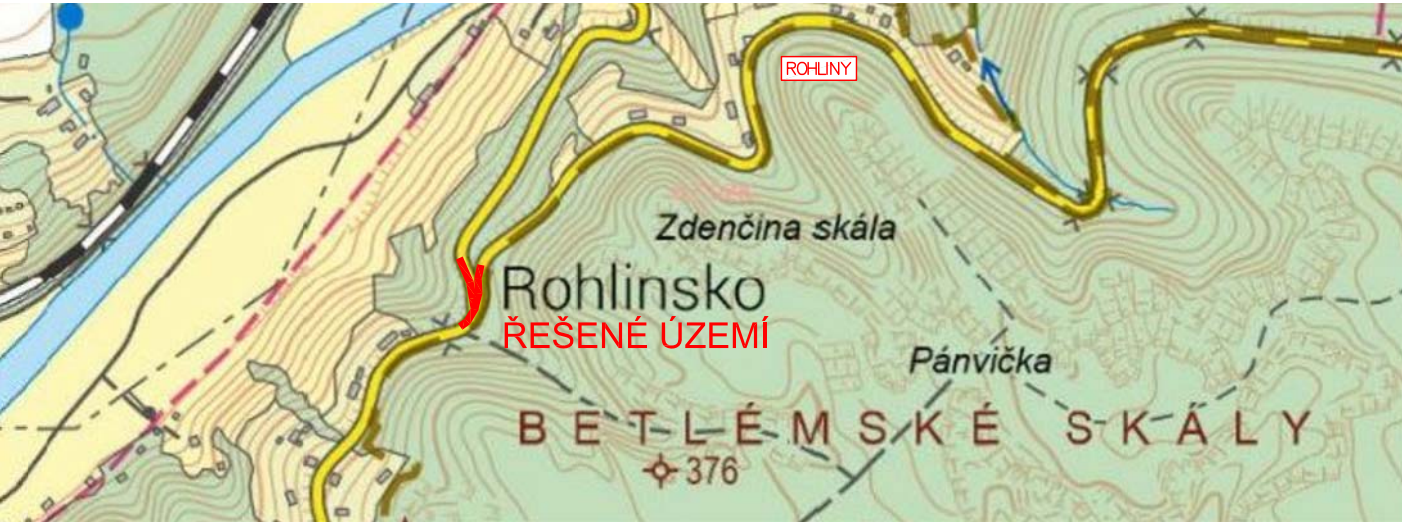 ROHLINY
Zdenčina skála
Rohlinsko
ŘEŠENÉ ÚZEMÍ
Pánvička
BETLÉMSKÉ SKÁLY
376